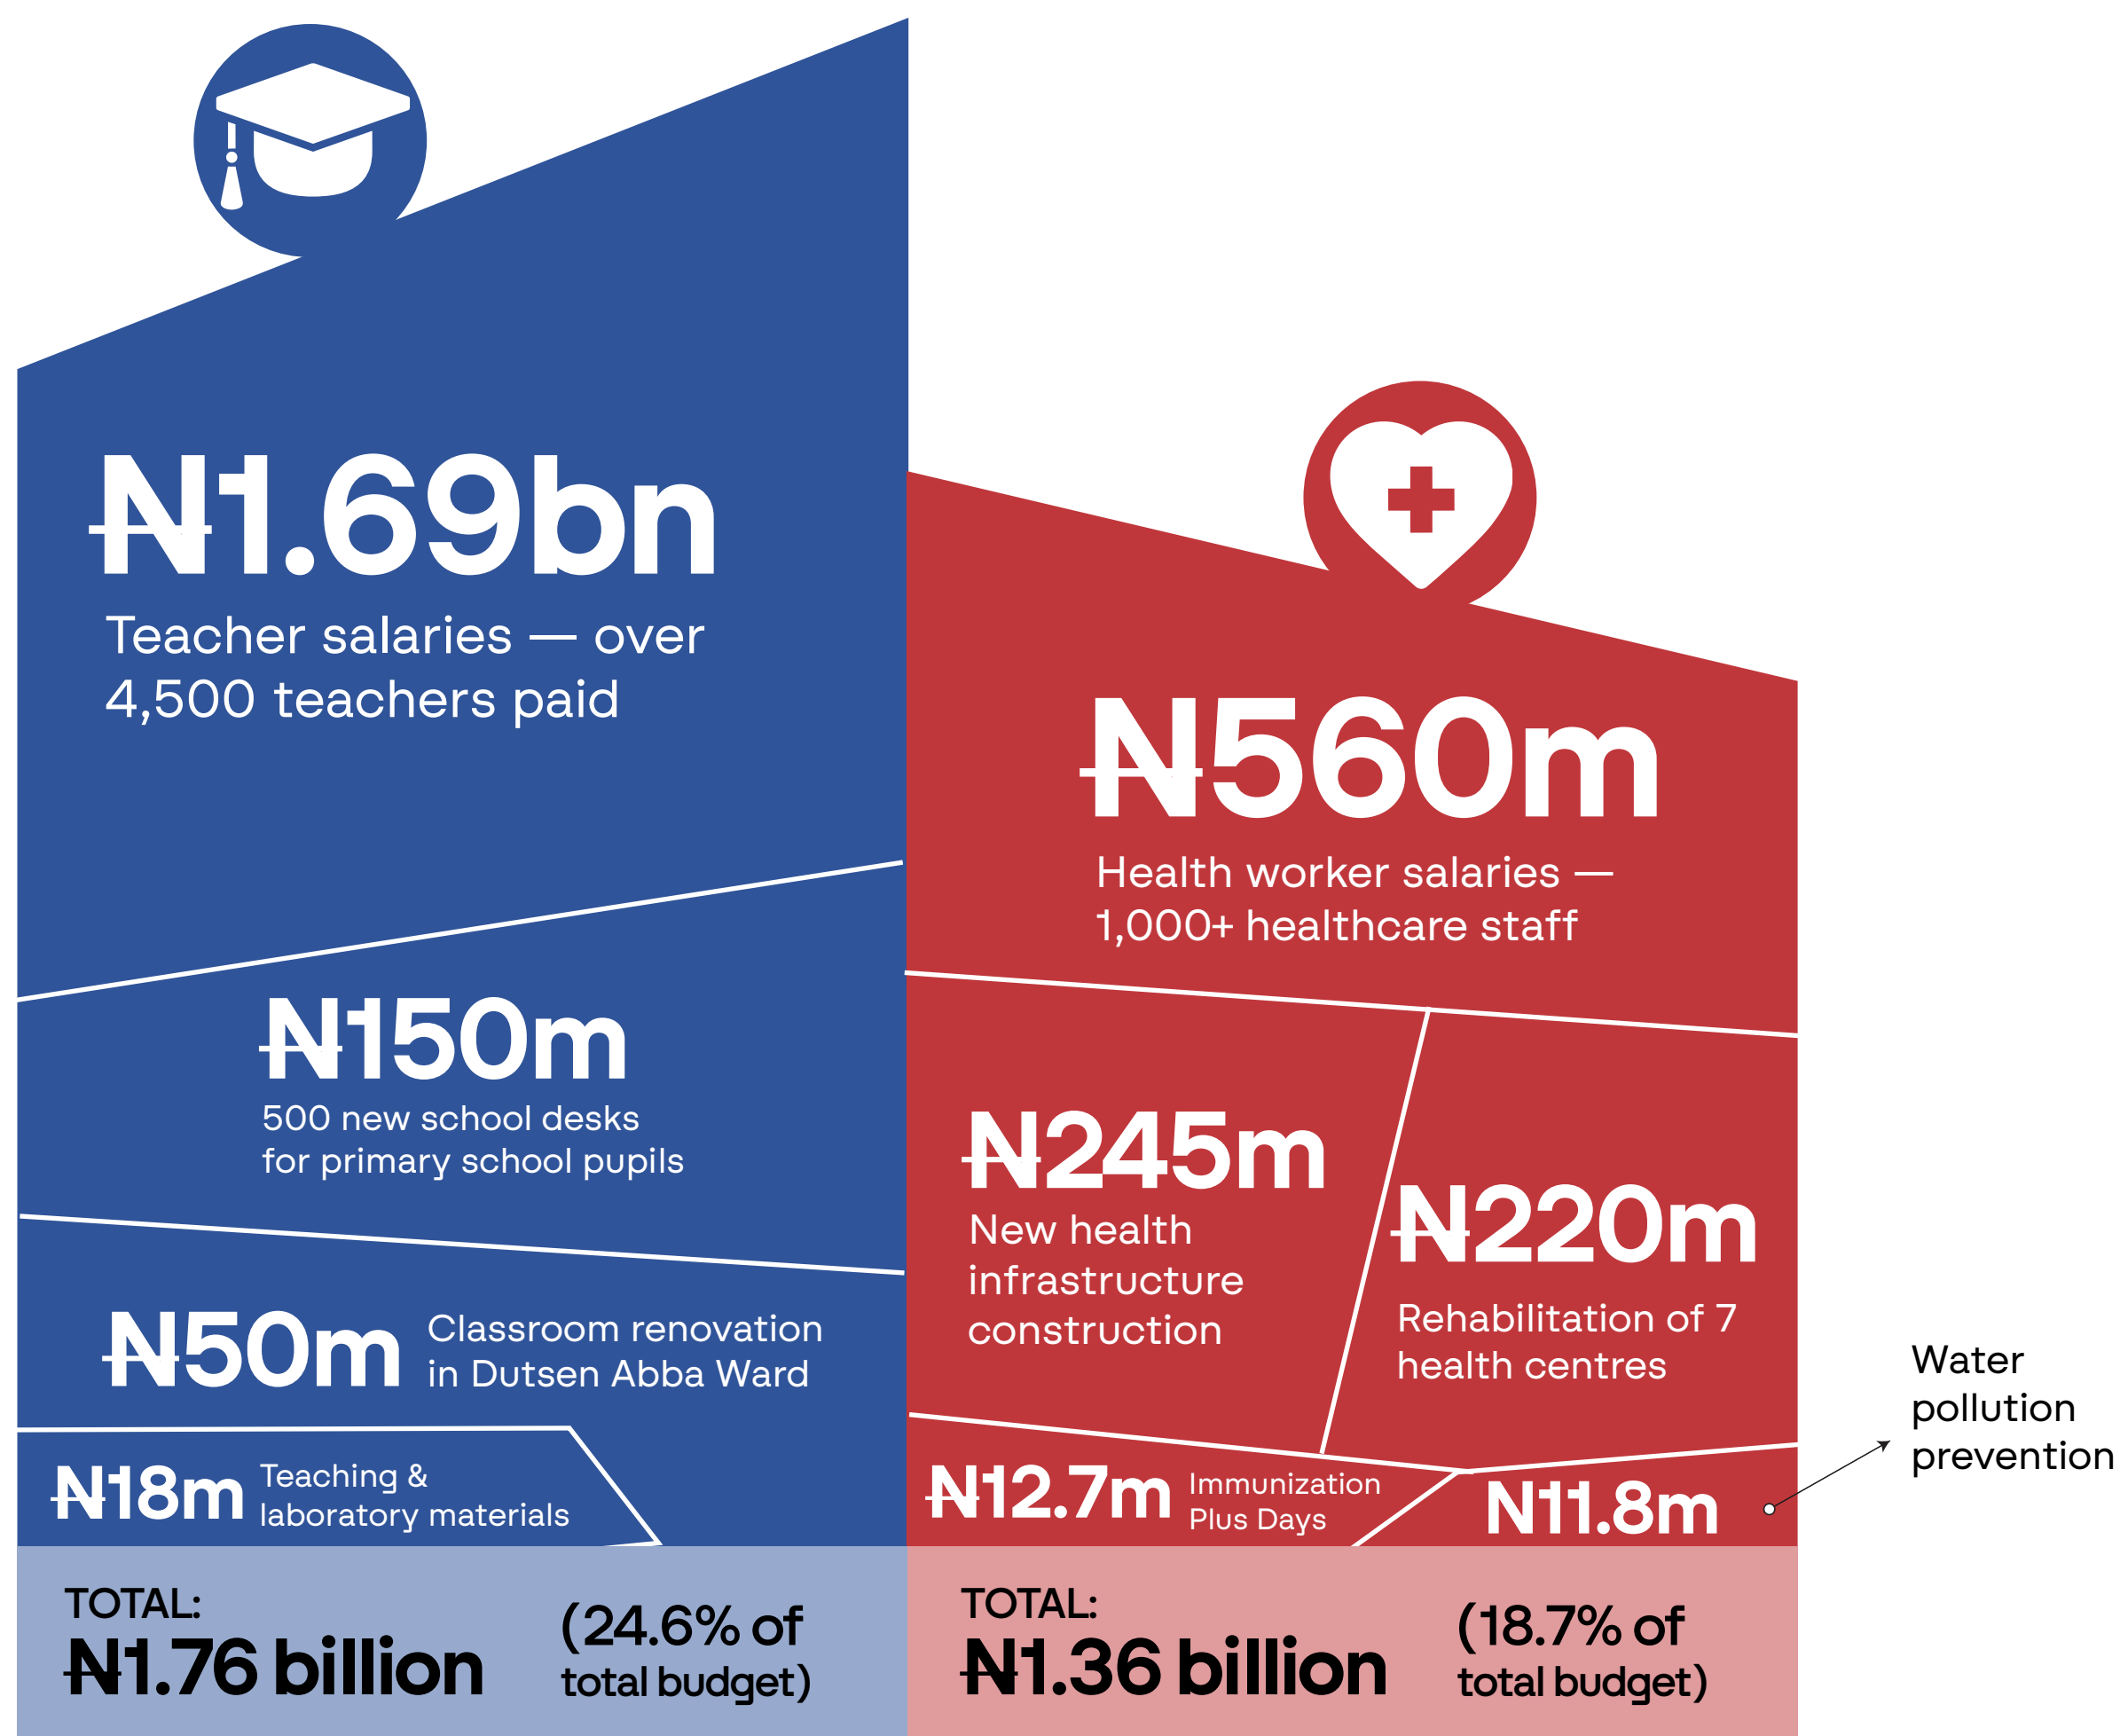 ₦1.69bn
Teacher salaries — over
4,500 teachers paid
₦150m
500 new school desks
for primary school pupils
₦50m
Classroom renovation
in Dutsen Abba Ward
₦18m
Teaching &
laboratory materials
TOTAL:
₦1.76 billion
(24.6% of
total budget)
₦560m
Health worker salaries —
1,000+ healthcare staff
₦245m
New health
infrastructure
construction
₦220m
Rehabilitation of 7
health centres
₦12.7m
Immunization
Plus Days
N11.8m
Water
pollution
prevention
TOTAL:
₦1.36 billion
(18.7% of
total budget)